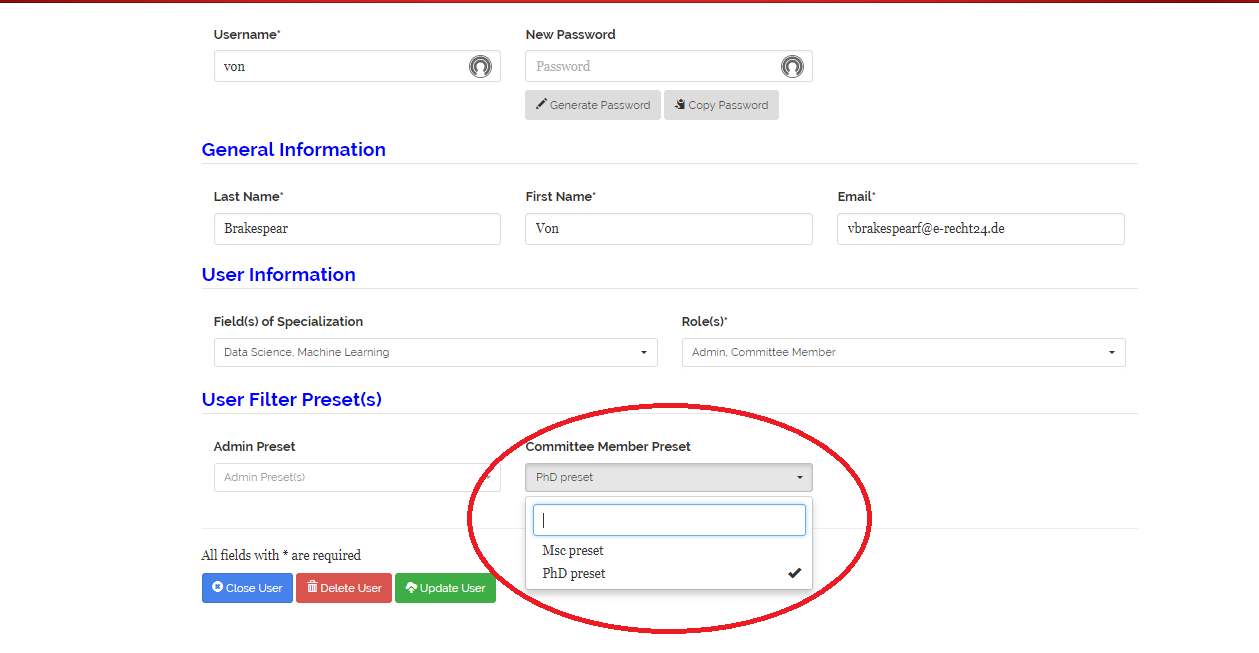 Username* New Password
von Password
Generate Password Copy Password
General Information
Last Name* First Name* Email*
Brakespear Von vbrakespearf@e-recht24.de
User Information
Field(s) of Specialization Role(s)*
Data Science, Machine Learning Admin, Committee Member
User Filter Preset(s)
Admin Preset Committee Member Preset
Admin Preset(s) PhD preset
Msc preset
PhD preset
All fields with * are required
Close User Delete User Update User